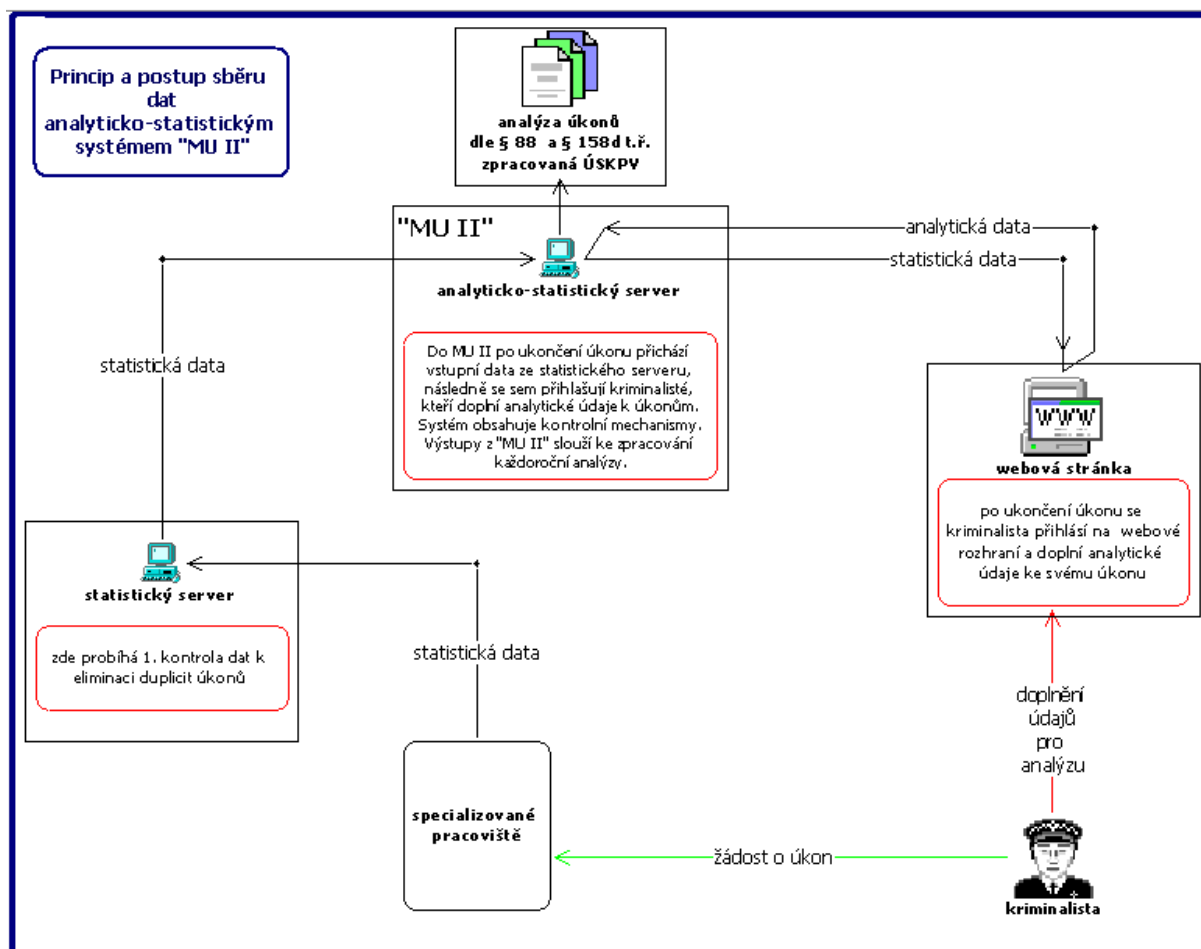 Princip a postup sběru
dat
analyticko-statistickým
systémem "MU II"
analýza úkonů
dle § 88 a § 158d t.ř.
zpracovaná ÚSKPV
"MU II"
analyticko-statistický server
analytická data
statistická data
Do MU II po ukončení úkonu přichází
vstupní data ze statistického serveru,
následně se sem přihlašují kriminalisté,
kteří doplní analytické údaje k úkonům.
Systém obsahuje kontrolní mechanismy.
Výstupy z "MU II" slouží ke zpracování
každoroční analýzy.
statistická data
WWW
webová stránka
po ukončení úkonu se
kriminalista přihlásí na webové
rozhraní a doplní analytické
údaje ke svému úkonu
statistický server
zde probíhá 1. kontrola dat k
eliminaci duplicit úkonů
statistická data
doplnění
údajů
pro
analýzu
specializované
pracoviště
žádost o úkon
kriminalista